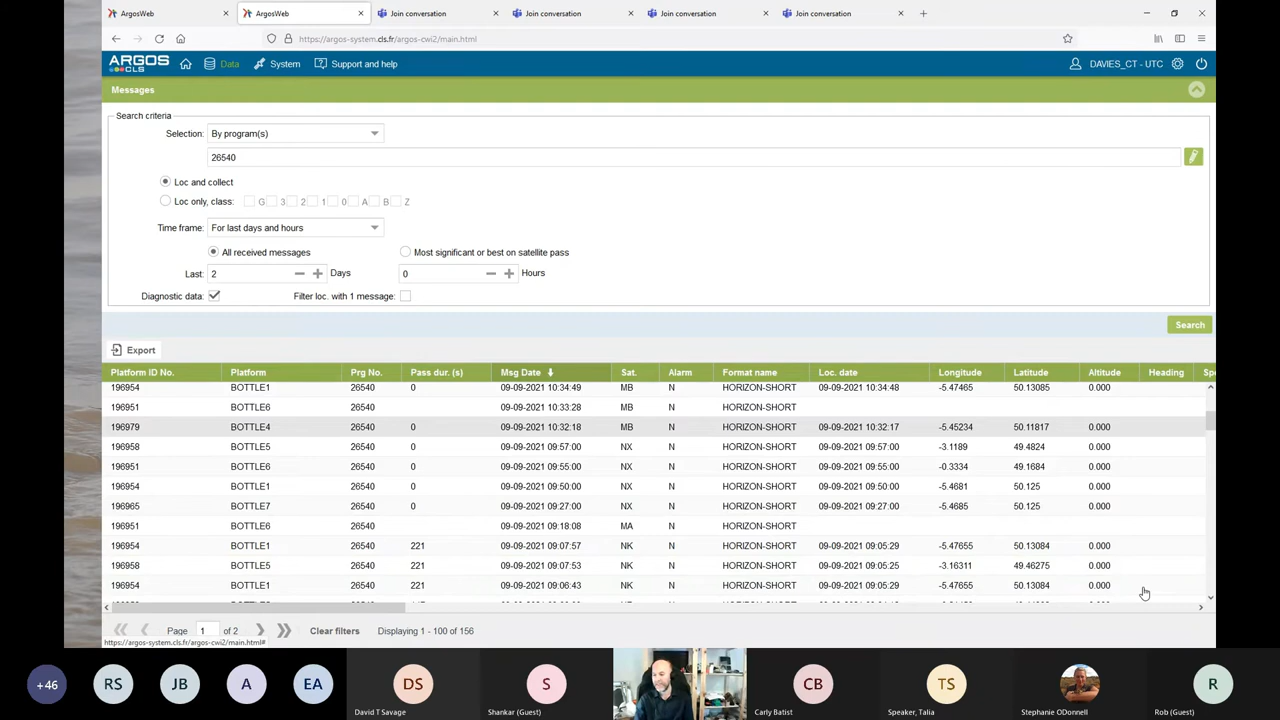 ArgosWeb
ArgosWeb
Join conversation
Join conversation
Join conversation
Join conversation
https://argos-system.cls.fr/argos-cwi2/main.html
ARGOS
CLS
Data
System
Support and help
DAVIES_CT - UTC
Messages
Search criteria
Selection: By program(s)
26540
Loc and collect
Loc only, class: G 3 2 1 0 A B Z
Time frame: For last days and hours
All received messages Most significant or best on satellite pass
Last: 2 Days 0 Hours
Diagnostic data: Filter loc. with 1 message:
Search
Export
Platform ID No. Platform Prg No. Pass dur. (s) Msg Date Sat. Alarm Format name Loc. date Longitude Latitude Altitude Heading Spe
196954 BOTTLE1 26540 0 09-09-2021 10:34:49 MB N HORIZON-SHORT 09-09-2021 10:34:48 -5.47465 50.13085 0.000
196951 BOTTLE6 26540 09-09-2021 10:33:28 MB N HORIZON-SHORT
196979 BOTTLE4 26540 0 09-09-2021 10:32:18 MB N HORIZON-SHORT 09-09-2021 10:32:17 -5.45234 50.11817 0.000
196958 BOTTLE5 26540 0 09-09-2021 09:57:00 NX N HORIZON-SHORT 09-09-2021 09:57:00 -3.1189 49.4824 0.000
196951 BOTTLE6 26540 0 09-09-2021 09:55:00 NX N HORIZON-SHORT 09-09-2021 09:55:00 -0.3334 49.1684 0.000
196954 BOTTLE1 26540 0 09-09-2021 09:50:00 NX N HORIZON-SHORT 09-09-2021 09:50:00 -5.4681 50.125 0.000
196965 BOTTLE7 26540 0 09-09-2021 09:27:00 NX N HORIZON-SHORT 09-09-2021 09:27:00 -5.4685 50.125 0.000
196951 BOTTLE6 26540 09-09-2021 09:18:08 MA N HORIZON-SHORT
196954 BOTTLE1 26540 221 09-09-2021 09:07:57 NK N HORIZON-SHORT 09-09-2021 09:05:29 -5.47655 50.13084 0.000
196958 BOTTLE5 26540 221 09-09-2021 09:07:53 NK N HORIZON-SHORT 09-09-2021 09:05:25 -3.16311 49.46275 0.000
196954 BOTTLE1 26540 221 09-09-2021 09:06:43 NK N HORIZON-SHORT 09-09-2021 09:05:29 -5.47655 50.13084 0.000
Page 1 of 2 Clear filters Displaying 1 - 100 of 156
https://argos-system.cls.fr/argos-cwi2/main.html#
+46 RS JB A EA DS S CB TS R
David T Savage Shankar (Guest) Carly Batist Speaker, Talia Stephanie ODonnell Rob (Guest)